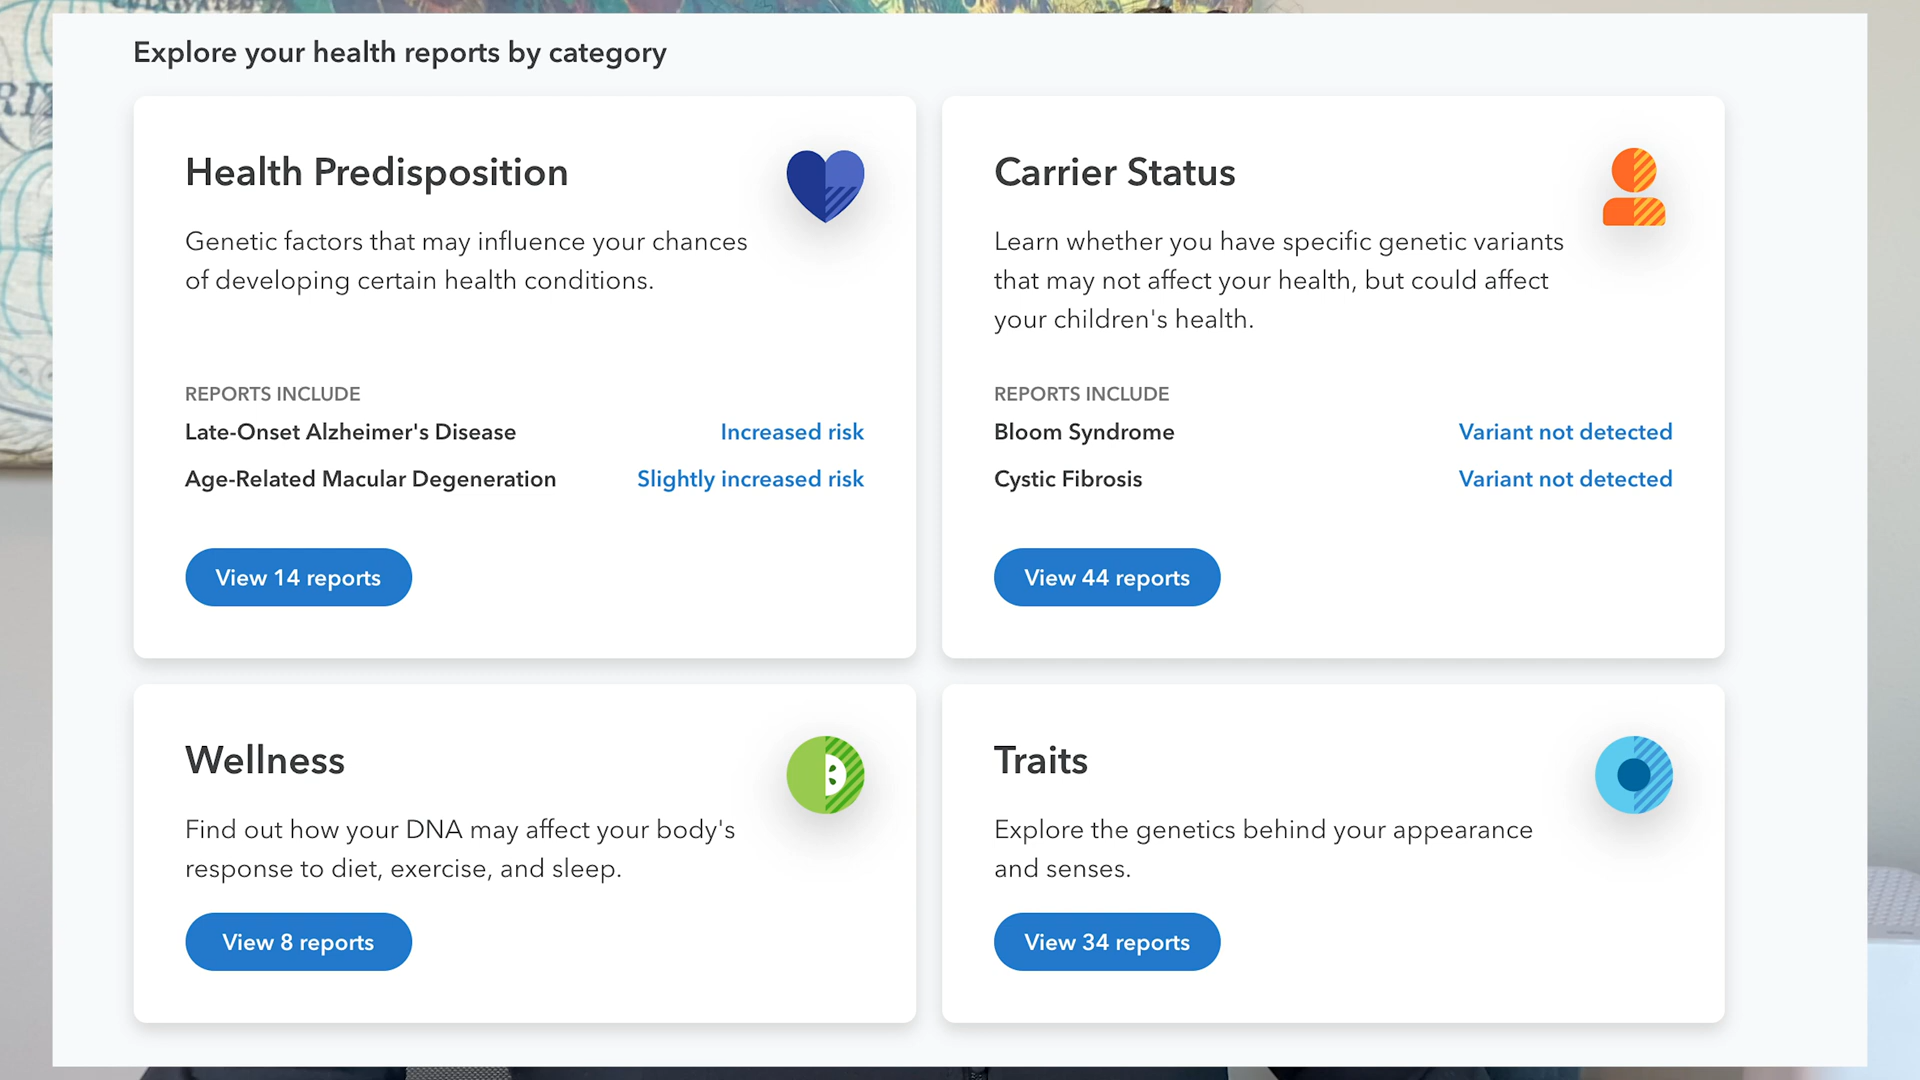 Explore your health reports by category
Health Predisposition
Genetic factors that may influence your chances
of developing certain health conditions.
REPORTS INCLUDE
Late-Onset Alzheimer's Disease Increased risk
Age-Related Macular Degeneration Slightly increased risk
View 14 reports
Carrier Status
Learn whether you have specific genetic variants
that may not affect your health, but could affect
your children's health.
REPORTS INCLUDE
Bloom Syndrome Variant not detected
Cystic Fibrosis Variant not detected
View 44 reports
Wellness
Find out how your DNA may affect your body's
response to diet, exercise, and sleep.
View 8 reports
Traits
Explore the genetics behind your appearance
and senses.
View 34 reports